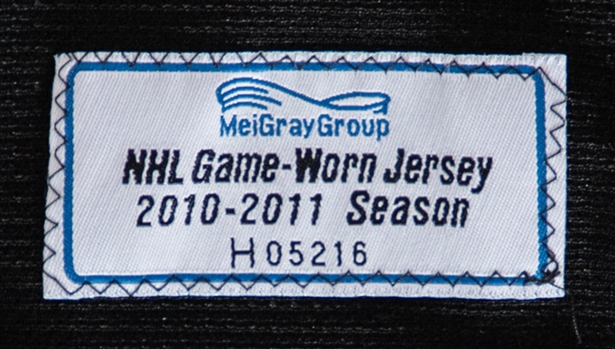 MeiGrayGroup
NHL Game-Worn Jersey
2010-2011 Season
H05216